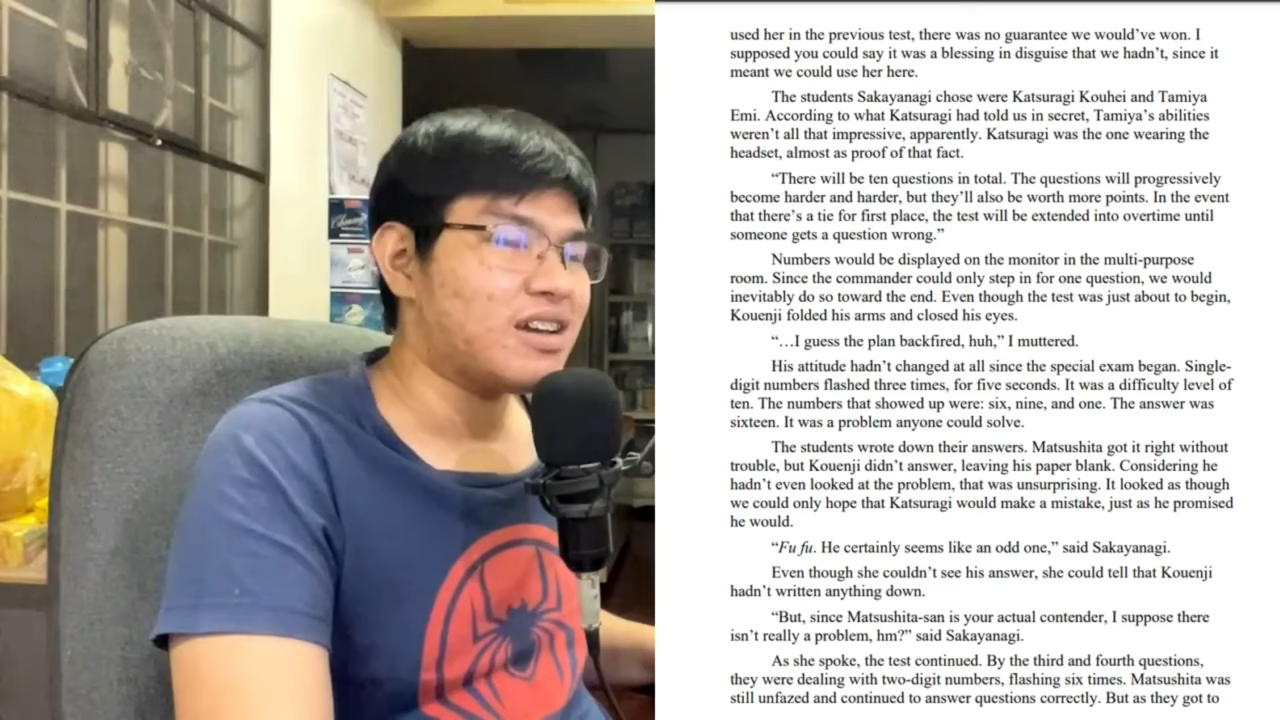 used her in the previous test, there was no guarantee we would’ve won. I
supposed you could say it was a blessing in disguise that we hadn’t, since it
meant we could use her here.
The students Sakayanagi chose were Katsuragi Kouhei and Tamiya
Emi. According to what Katsuragi had told us in secret, Tamiya’s abilities
weren’t all that impressive, apparently. Katsuragi was the one wearing the
headset, almost as proof of that fact.
“There will be ten questions in total. The questions will progressively
become harder and harder, but they’ll also be worth more points. In the event
that there’s a tie for first place, the test will be extended into overtime until
someone gets a question wrong.”
Numbers would be displayed on the monitor in the multi-purpose
room. Since the commander could only step in for one question, we would
inevitably do so toward the end. Even though the test was just about to begin,
Kouenji folded his arms and closed his eyes.
“…I guess the plan backfired, huh,” I muttered.
His attitude hadn’t changed at all since the special exam began. Single-
digit numbers flashed three times, for five seconds. It was a difficulty level of
ten. The numbers that showed up were: six, nine, and one. The answer was
sixteen. It was a problem anyone could solve.
The students wrote down their answers. Matsushita got it right without
trouble, but Kouenji didn’t answer, leaving his paper blank. Considering he
hadn’t even looked at the problem, that was unsurprising. It looked as though
we could only hope that Katsuragi would make a mistake, just as he promised
he would.
“Fu fu. He certainly seems like an odd one,” said Sakayanagi.
Even though she couldn’t see his answer, she could tell that Kouenji
hadn’t written anything down.
“But, since Matsushita-san is your actual contender, I suppose there
isn’t really a problem, hm?” said Sakayanagi.
As she spoke, the test continued. By the third and fourth questions,
they were dealing with two-digit numbers, flashing six times. Matsushita was
still unfazed and continued to answer questions correctly. But as they got to